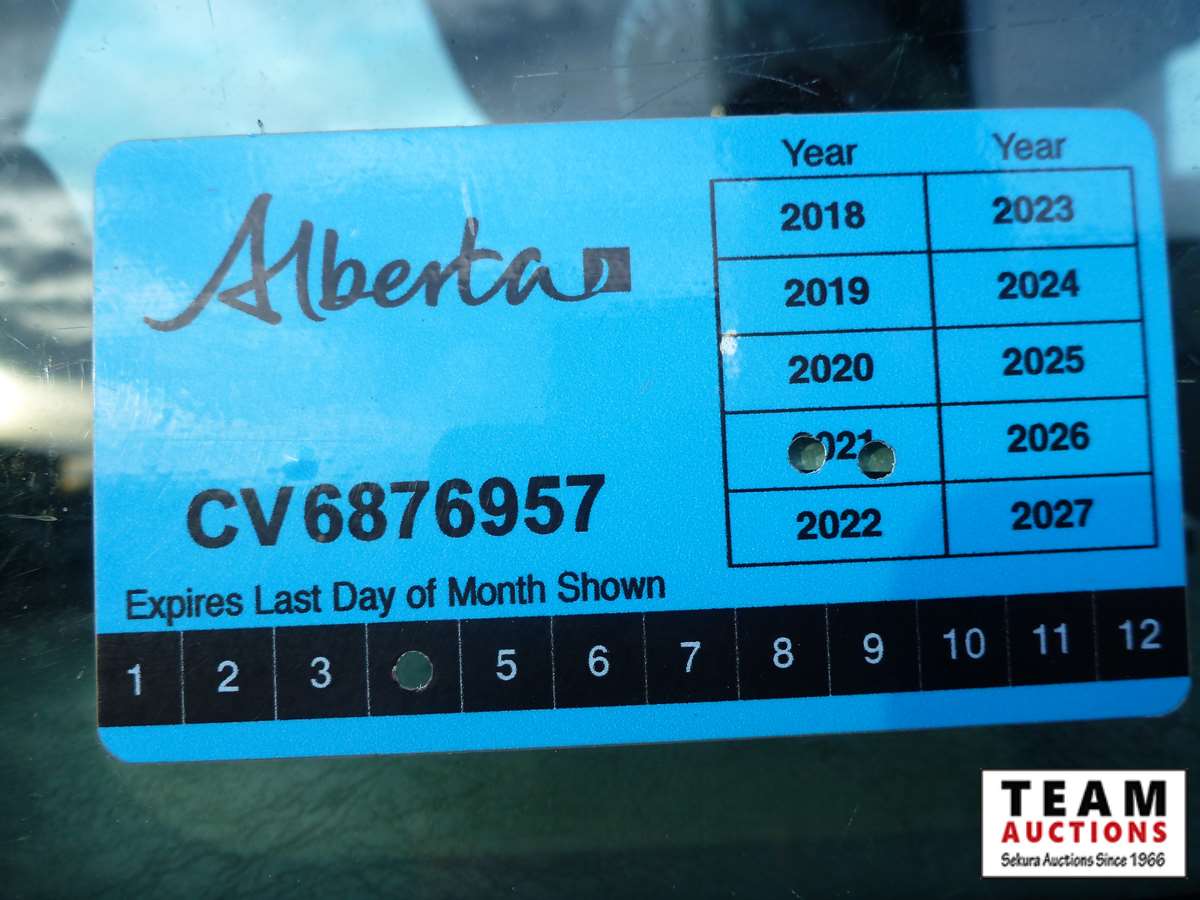 Alberta
Year Year
2018 2023
2019 2024
2020 2025
2021 2026
2022 2027
CV6876957
Expires Last Day of Month Shown
1 2 3 5 6 7 8 9 10 11 12
TEAM
AUCTIONS
Sekura Auctions Since 1966